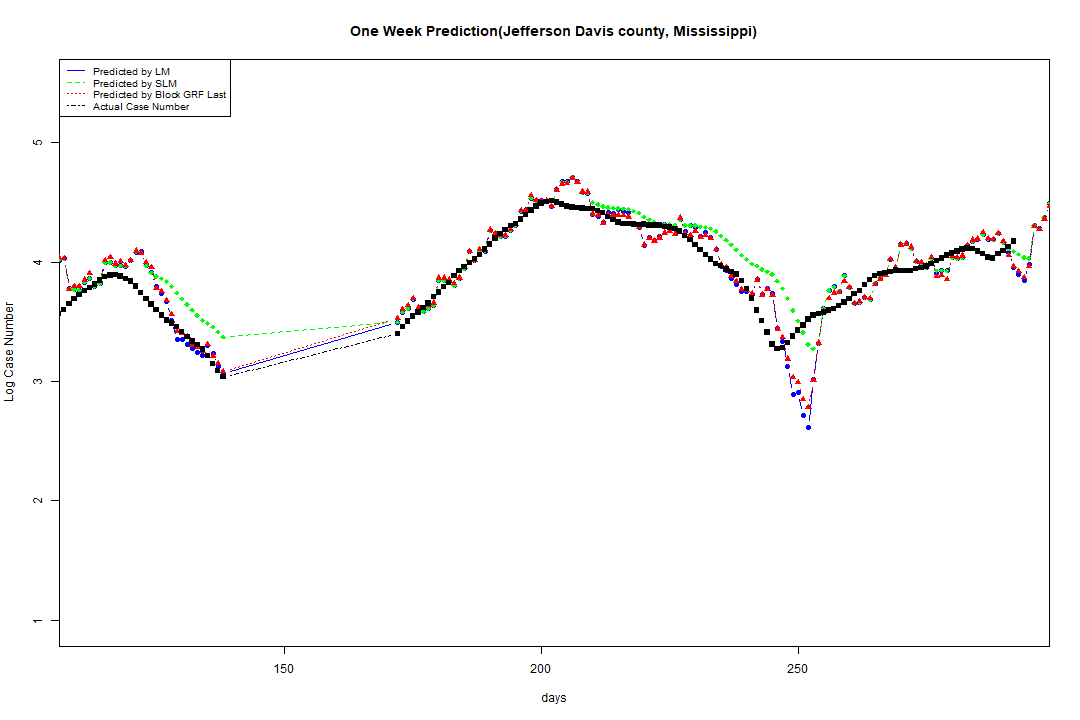 One Week Prediction(Jefferson Davis county, Mississippi)
Predicted by LM
Predicted by SLM
Predicted by Block GRF Last
Actual Case Number
Log Case Number
5
4
3
2
1
150
200
250
days